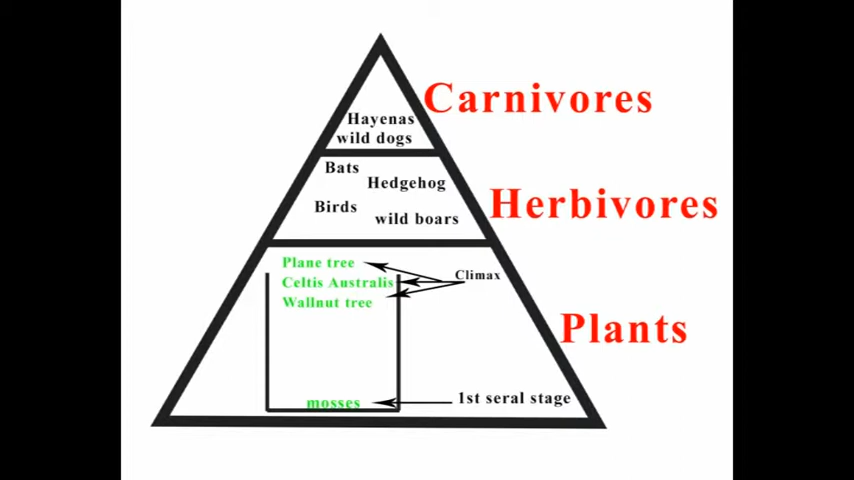 Carnivores
Hayenas
wild dogs
Bats
Hedgehog
Herbivores
Birds
wild boars
Plane tree
Climax
Celtis Australis
Wallnut tree
Plants
mosses
1st seral stage